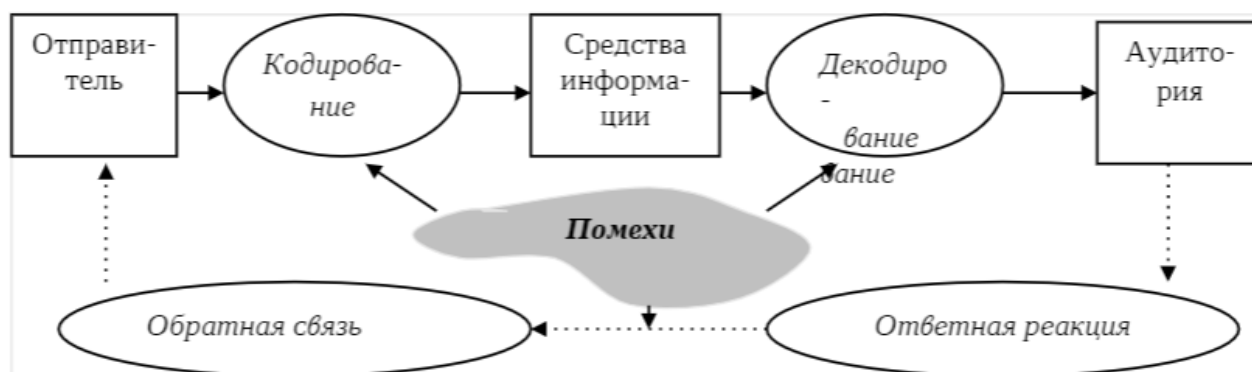 Отправи-
тель
Кодирова-
ние
Средства
информа-
ции
Декодиро
-
вание
вание
Аудито-
рия
Помехи
Обратная связь
Ответная реакция